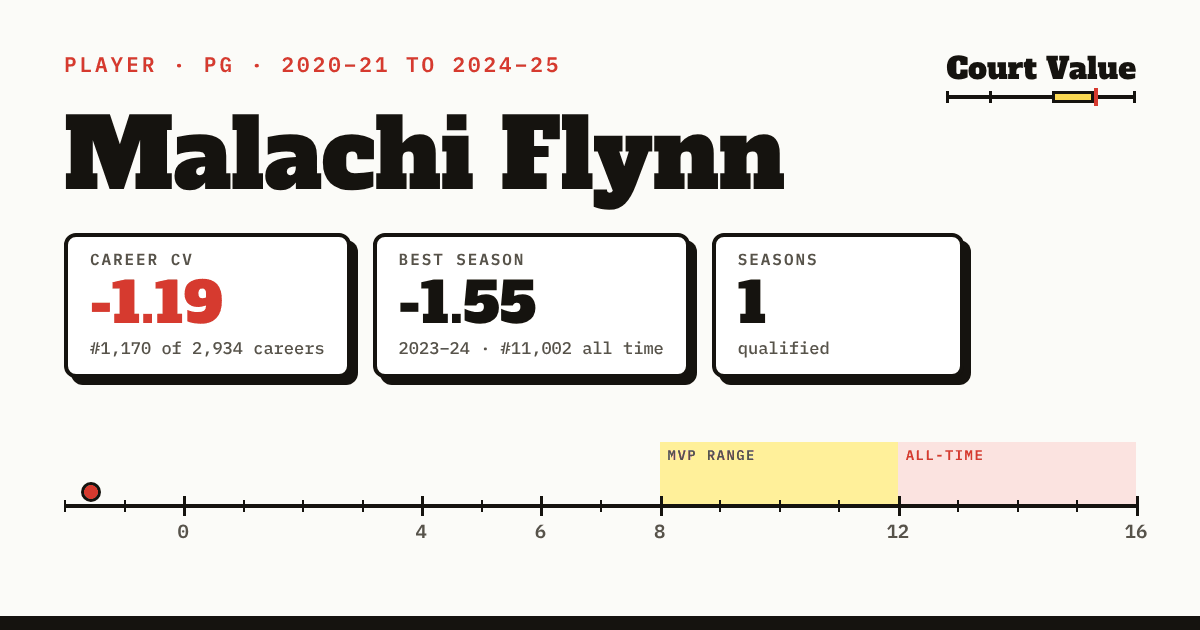 PLAYER · PG · 2020–21 TO 2024–25
Court Value
Malachi Flynn
CAREER CV
-1.19
#1,170 of 2,934 careers
BEST SEASON
-1.55
2023–24 · #11,002 all time
SEASONS
1
qualified
MVP RANGE
ALL-TIME
0 4 6 8 12 16